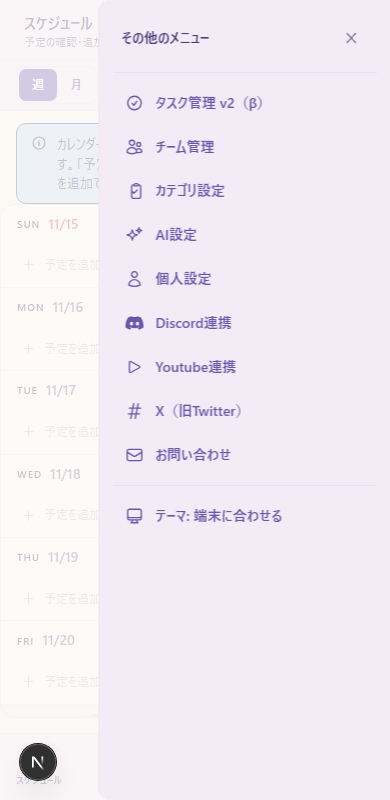 スケジュール
予定の確認・追加
週
月
カレンダー
す。「予定
を追加で
SUN 11/15
予定を追加
MON 11/16
予定を追加
TUE 11/17
予定を追加
WED 11/18
予定を追加
THU 11/19
予定を追加
FRI 11/20
予定を追加
N
スケジュール
その他のメニュー
タスク管理 v2（β）
チーム管理
カテゴリ設定
AI設定
個人設定
Discord連携
Youtube連携
X（旧Twitter）
お問い合わせ
テーマ: 端末に合わせる